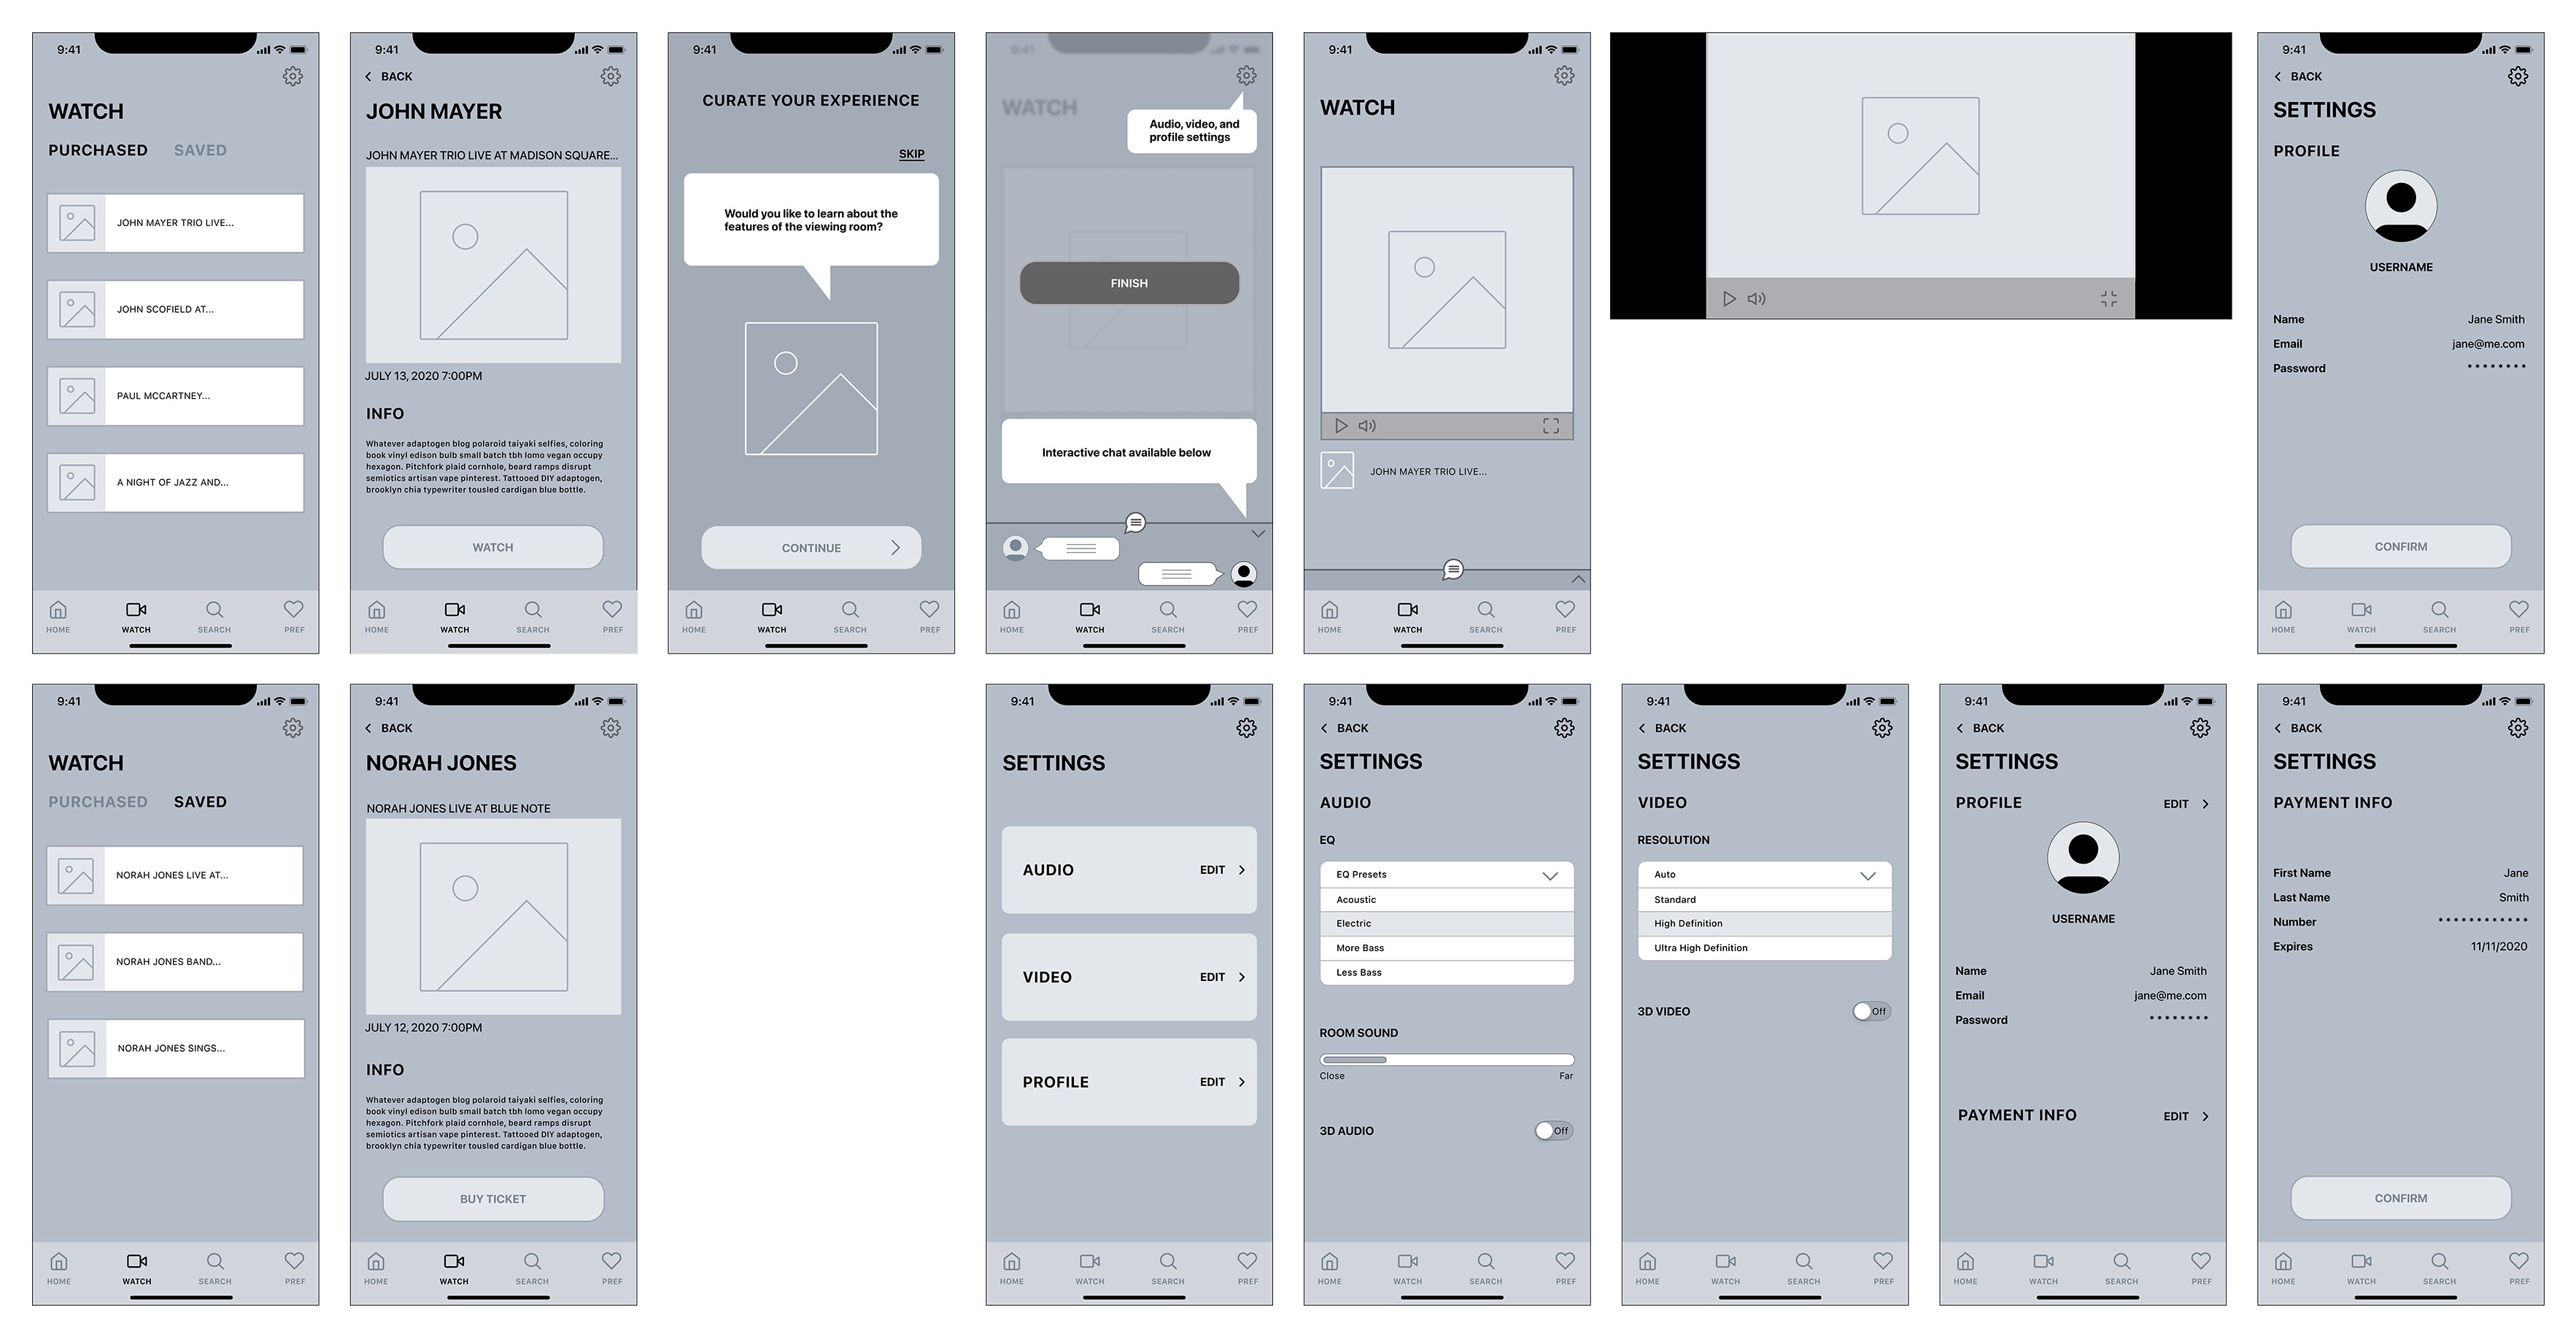 9:41
WATCH
PURCHASED SAVED
JOHN MAYER TRIO LIVE...
JOHN SCOFIELD AT...
PAUL MCCARTNEY...
A NIGHT OF JAZZ AND...
HOME WATCH SEARCH PREF
9:41
BACK
JOHN MAYER
JOHN MAYER TRIO LIVE AT MADISON SQUARE...
JULY 13, 2020 7:00PM
INFO
Whatever adaptogen blog polaroid taiyaki selfies, coloring
book vinyl edison bulb small batch tbh lomo vegan occupy
hexagon. Pitchfork plaid cornhole, beard ramps disrupt
semiotics artisan vape pinterest. Tattooed DIY adaptogen,
brooklyn chia typewriter tousled cardigan blue bottle.
WATCH
HOME WATCH SEARCH PREF
9:41
CURATE YOUR EXPERIENCE
SKIP
Would you like to learn about the
features of the viewing room?
CONTINUE
HOME WATCH SEARCH PREF
9:41
WATCH
Audio, video, and
profile settings
FINISH
Interactive chat available below
HOME WATCH SEARCH PREF
9:41
WATCH
JOHN MAYER TRIO LIVE...
HOME WATCH SEARCH PREF
9:41
BACK
SETTINGS
PROFILE
USERNAME
Name Jane Smith
Email jane@me.com
Password ••••••••
CONFIRM
HOME WATCH SEARCH PREF
9:41
WATCH
PURCHASED SAVED
NORAH JONES LIVE AT...
NORAH JONES BAND...
NORAH JONES SINGS...
HOME WATCH SEARCH PREF
9:41
BACK
NORAH JONES
NORAH JONES LIVE AT BLUE NOTE
JULY 12, 2020 7:00PM
INFO
Whatever adaptogen blog polaroid taiyaki selfies, coloring
book vinyl edison bulb small batch tbh lomo vegan occupy
hexagon. Pitchfork plaid cornhole, beard ramps disrupt
semiotics artisan vape pinterest. Tattooed DIY adaptogen,
brooklyn chia typewriter tousled cardigan blue bottle.
BUY TICKET
HOME WATCH SEARCH PREF
9:41
SETTINGS
AUDIO EDIT
VIDEO EDIT
PROFILE EDIT
HOME WATCH SEARCH PREF
9:41
BACK
SETTINGS
AUDIO
EQ
EQ Presets
Acoustic
Electric
More Bass
Less Bass
ROOM SOUND
Close Far
3D AUDIO Off
HOME WATCH SEARCH PREF
9:41
BACK
SETTINGS
VIDEO
RESOLUTION
Auto
Standard
High Definition
Ultra High Definition
3D VIDEO Off
HOME WATCH SEARCH PREF
9:41
BACK
SETTINGS
PROFILE EDIT
USERNAME
Name Jane Smith
Email jane@me.com
Password ••••••••
PAYMENT INFO EDIT
HOME WATCH SEARCH PREF
9:41
BACK
SETTINGS
PAYMENT INFO
First Name Jane
Last Name Smith
Number ••••••••••••
Expires 11/11/2020
CONFIRM
HOME WATCH SEARCH PREF